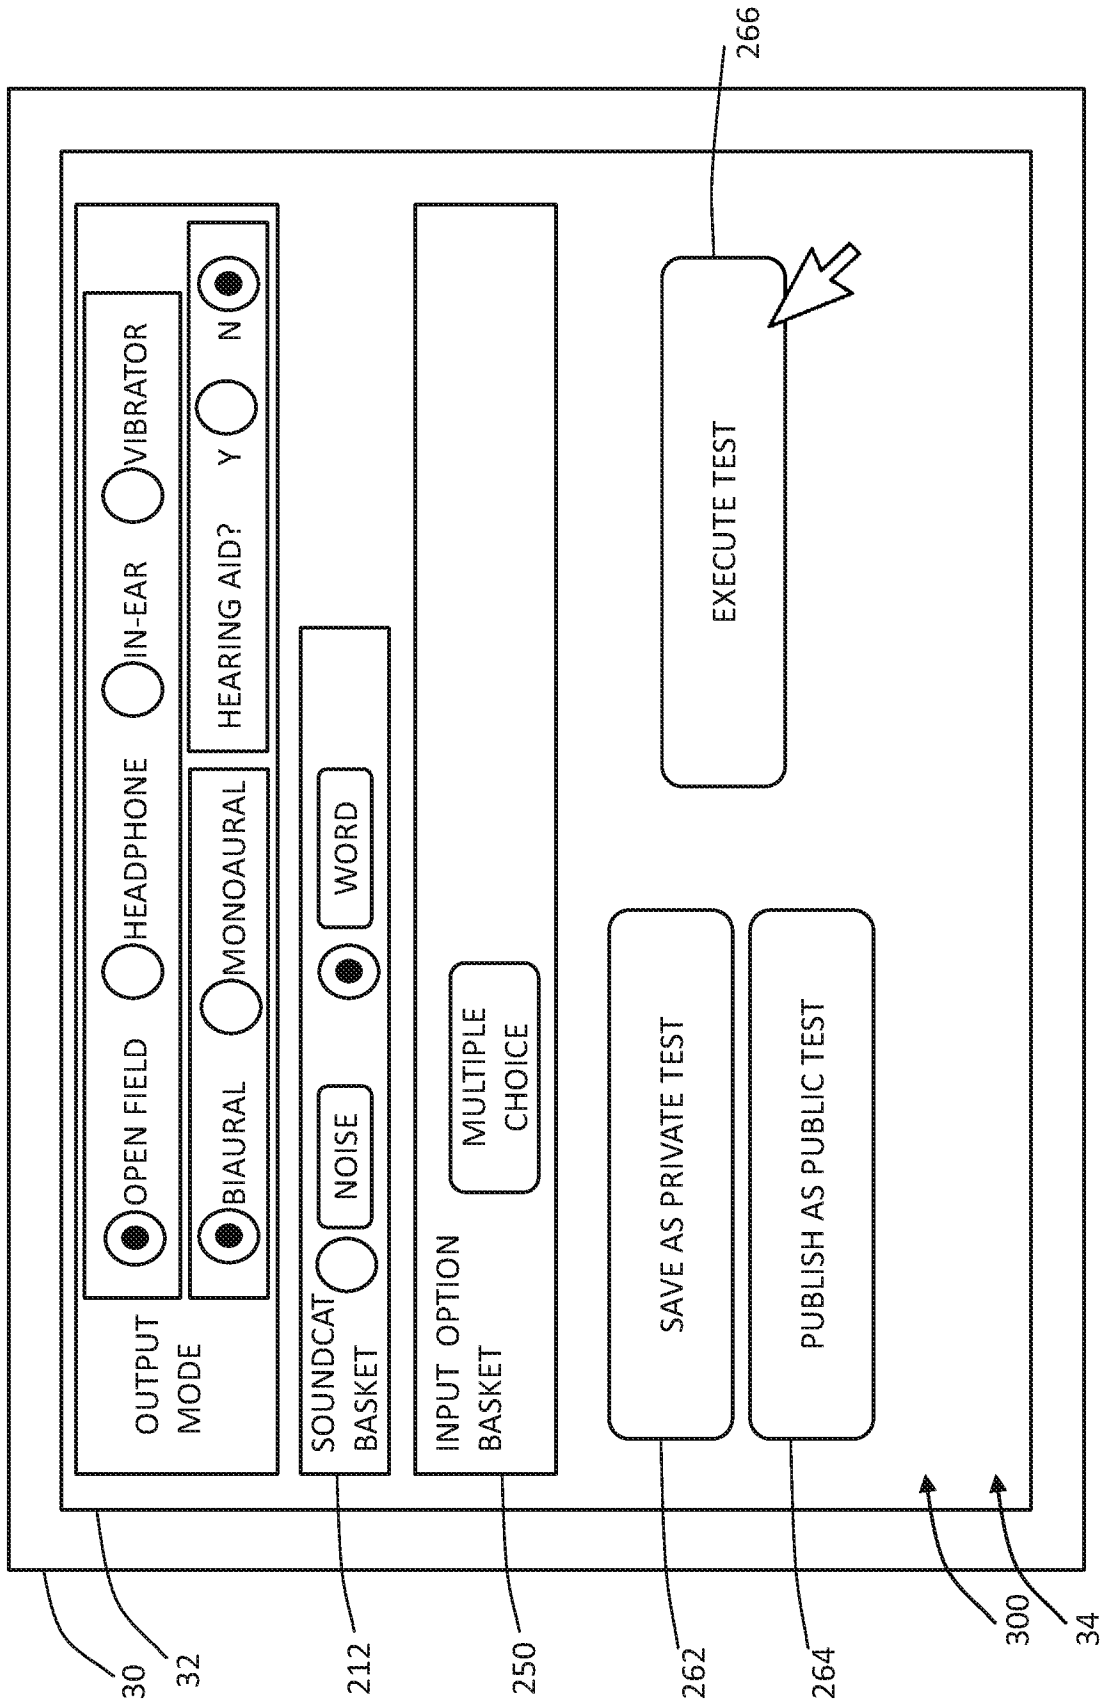 OUTPUT
MODE
OPEN FIELD
HEADPHONE
IN-EAR
VIBRATOR
BIAURAL
MONOAURAL
HEARING AID?
Y
N
SOUNDCAT
BASKET
NOISE
WORD
INPUT OPTION
BASKET
MULTIPLE
CHOICE
SAVE AS PRIVATE TEST
PUBLISH AS PUBLIC TEST
EXECUTE TEST
30
32
212
250
262
264
300
34
266